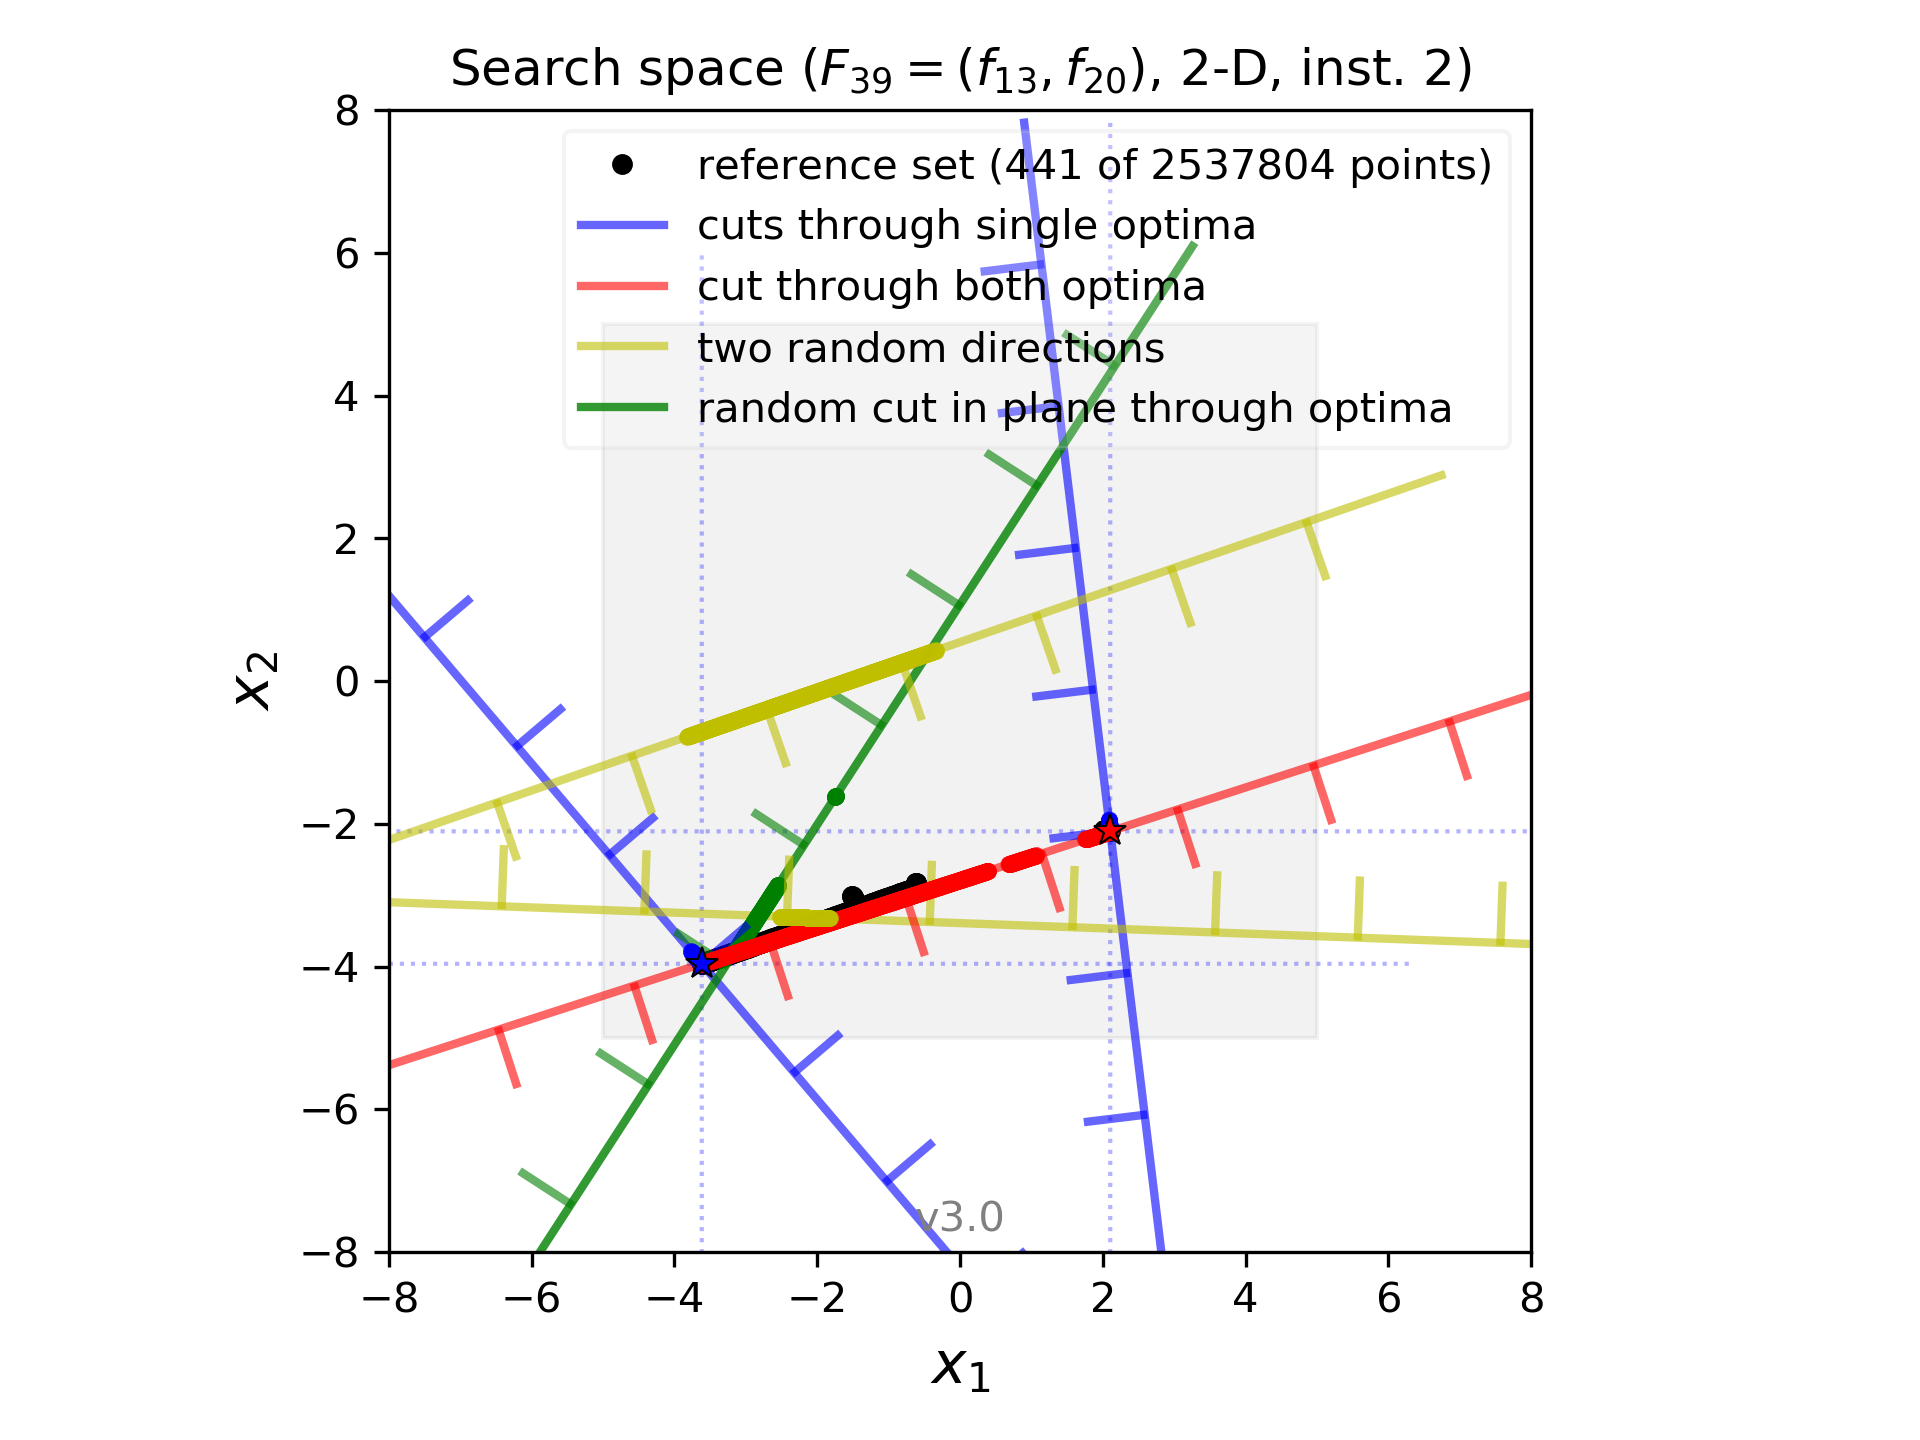 Search space (F39 = (f13, f20), 2-D, inst. 2)
reference set (441 of 2537804 points)
cuts through single optima
cut through both optima
two random directions
random cut in plane through optima
8
6
4
2
0
−2
−4
−6
−8
x2
v3.0
−8 −6 −4 −2 0 2 4 6 8
x1